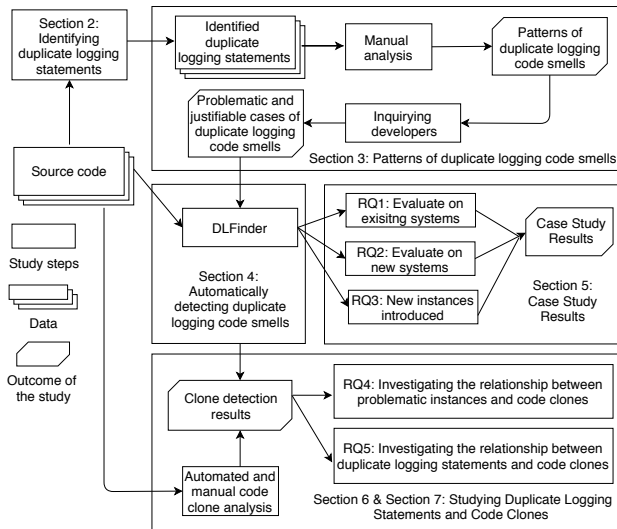 Section 2:
Identifying
duplicate logging
statements
Identified
duplicate
logging statements
Manual
analysis
Patterns of
duplicate logging
code smells
Problematic and
justifiable cases of
duplicate logging
code smells
Inquirying
developers
Section 3: Patterns of duplicate logging code smells
Source code
Study steps
Data
Outcome of
the study
DLFinder
Section 4:
Automatically
detecting duplicate
logging code smells
RQ1: Evaluate on
exisitng systems
RQ2: Evaluate on
new systems
RQ3: New instances
introduced
Case Study
Results
Section 5:
Case Study
Results
Clone detection
results
Automated and
manual code
clone analysis
RQ4: Investigating the relationship between
problematic instances and code clones
RQ5: Investigating the relationship between
duplicate logging statements and code clones
Section 6 & Section 7: Studying Duplicate Logging
Statements and Code Clones